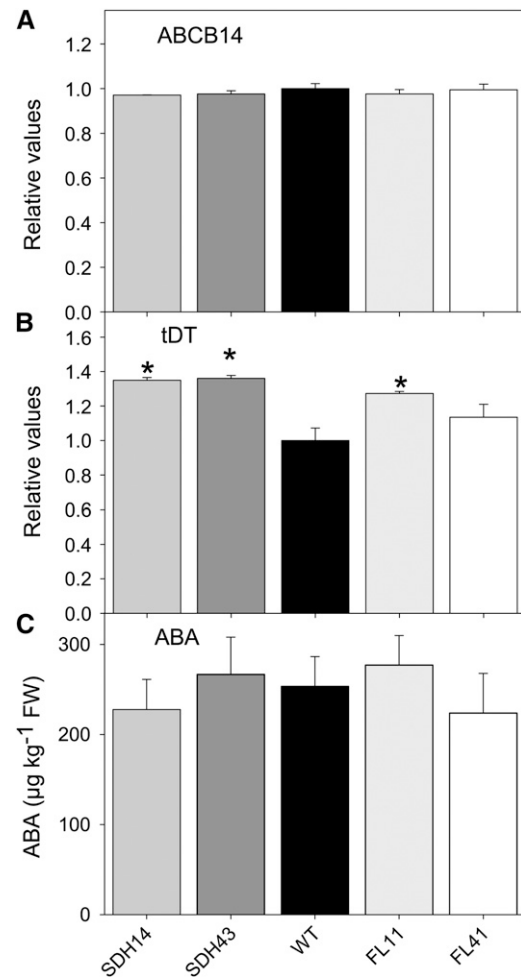 A
ABCB14
1.2
1.0
0.8
0.6
0.4
0.2
0.0
Relative values
B
tDT
1.6
1.4
1.2
1.0
0.8
0.6
0.4
0.2
0.0
Relative values
* * *
C
ABA
300
200
100
0
ABA (µg kg⁻¹ FW)
SDH14
SDH43
WT
FL11
FL41